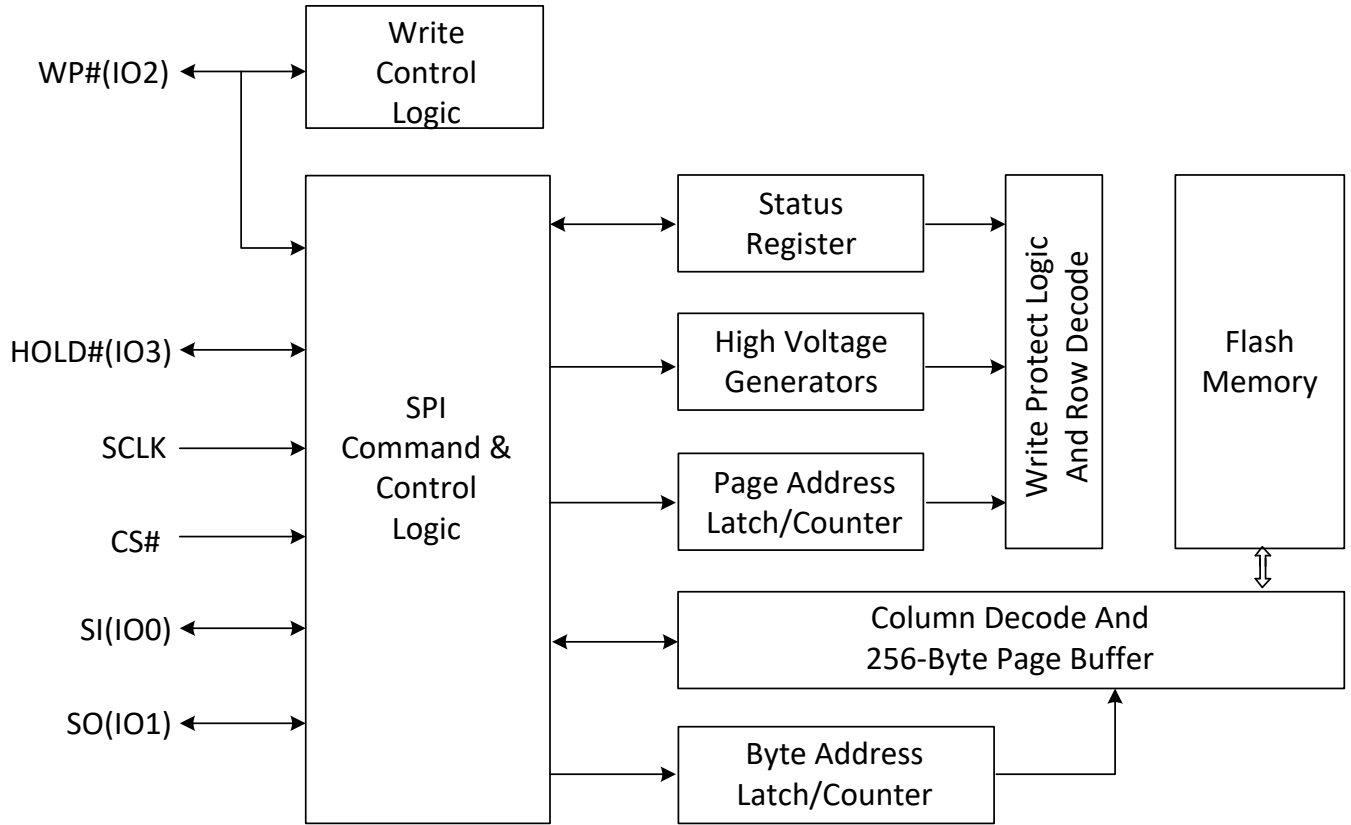 Write
Control
Logic
WP#(IO2)
HOLD#(IO3)
SCLK
CS#
SI(IO0)
SO(IO1)
SPI
Command &
Control
Logic
Status
Register
High Voltage
Generators
Page Address
Latch/Counter
Write Protect Logic
And Row Decode
Flash
Memory
Column Decode And
256-Byte Page Buffer
Byte Address
Latch/Counter